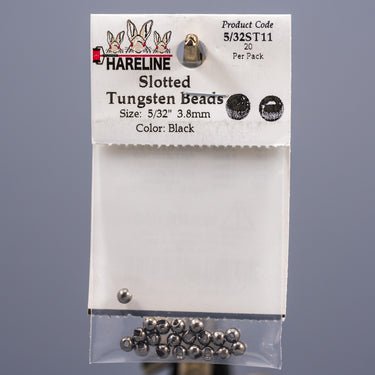 Product Code
5/32ST11
20
Per Pack
HARELINE
Slotted
Tungsten Beads
Size: 5/32" 3.8mm
Color: Black